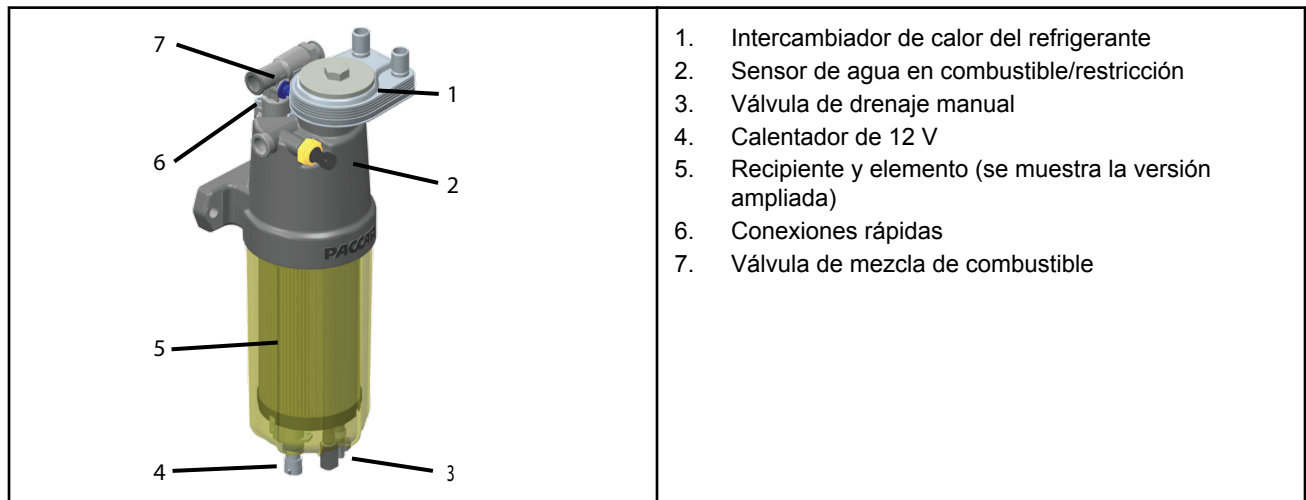 7
1
6
2
PACCAR
5
4
3
1. Intercambiador de calor del refrigerante
2. Sensor de agua en combustible/restricción
3. Válvula de drenaje manual
4. Calentador de 12 V
5. Recipiente y elemento (se muestra la versión
ampliada)
6. Conexiones rápidas
7. Válvula de mezcla de combustible